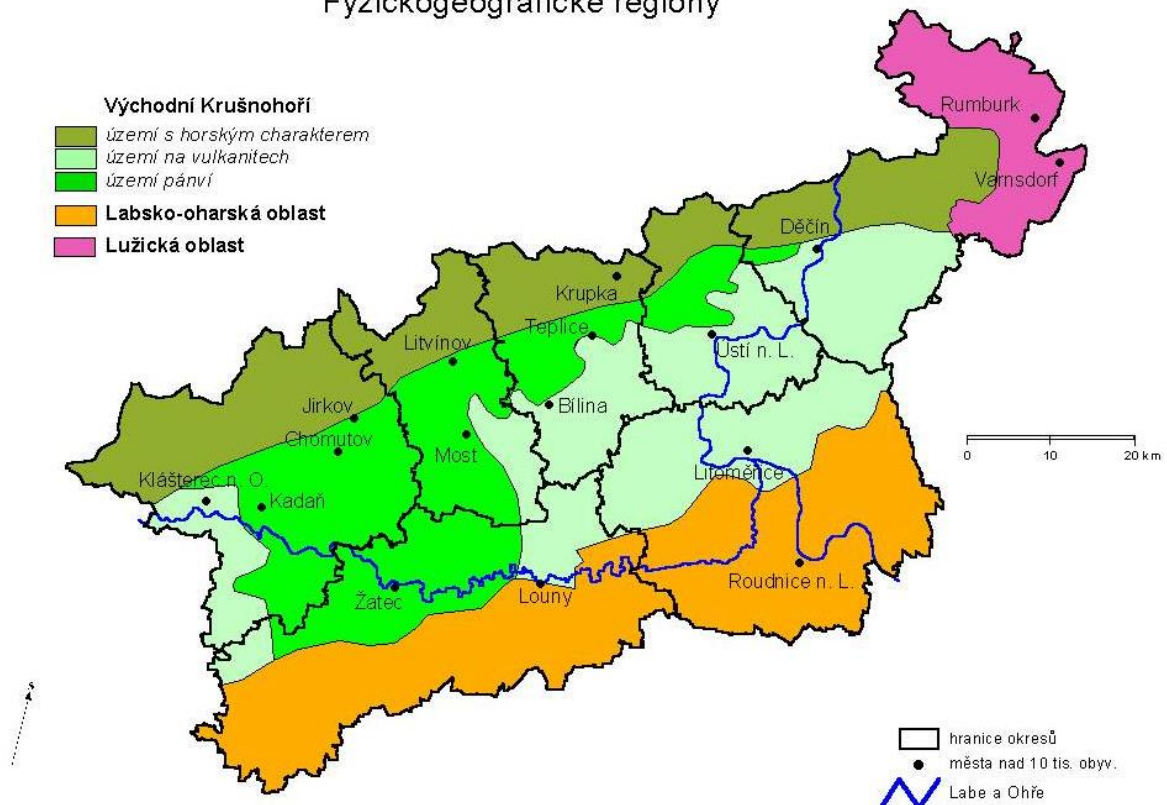 Fyzickogeografické regiony
Východní Krušnohoří
území s horským charakterem
území na vulkanitech
území pánví
Labsko-oharská oblast
Lužická oblast
Rumburk
Varnsdorf
Děčín
Krupka
Teplice
Litvínov
Ústí n. L.
Jirkov
Bílina
Chomutov
Most
0 10 20 km
Litoměřice
Klášterec n. O.
Kadaň
Roudnice n. L.
Žatec
Louny
s
hranice okresů
města nad 10 tis. obyv.
Labe a Ohře